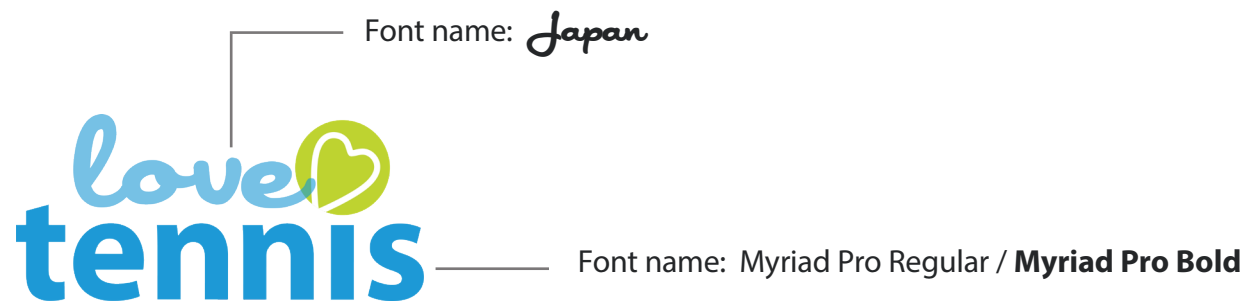 Font name: Japan
love
tennis
Font name: Myriad Pro Regular / Myriad Pro Bold